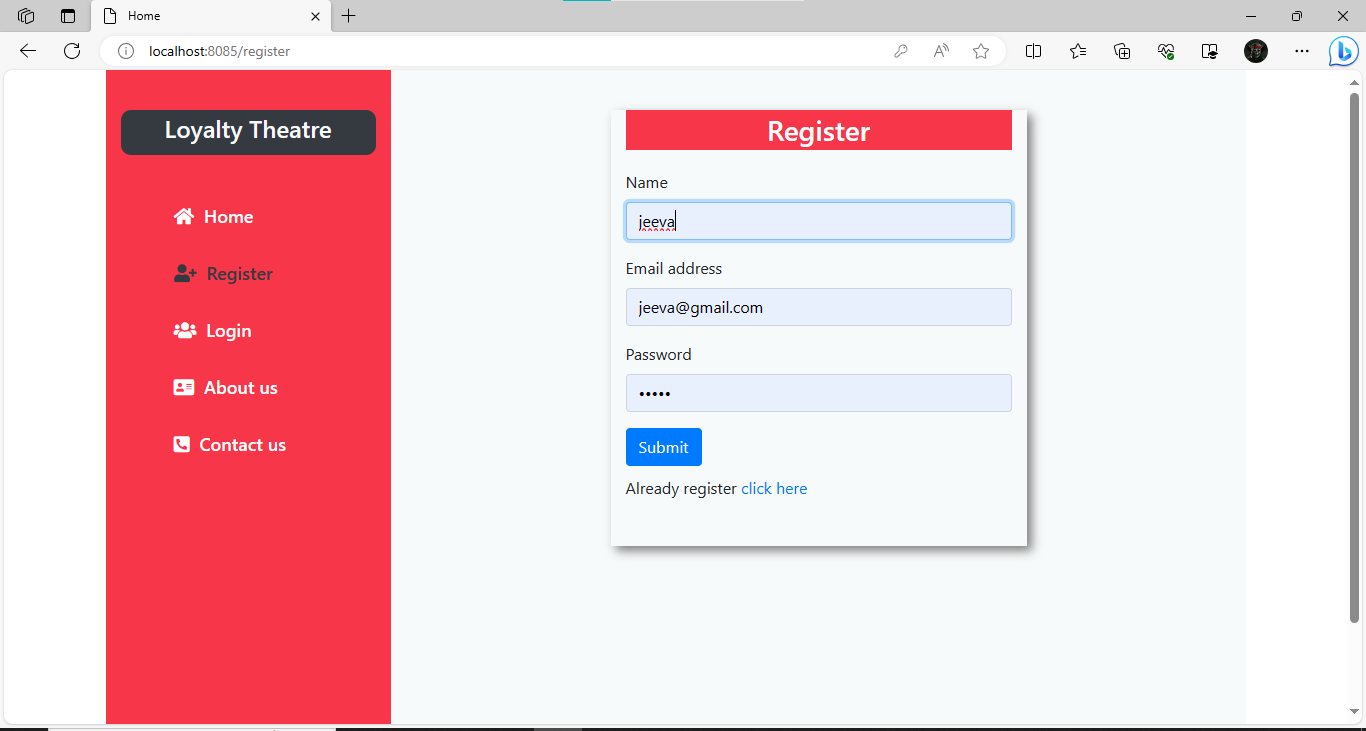 Home
localhost:8085/register
Loyalty Theatre
Home
Register
Login
About us
Contact us
Register
Name
jeeva
Email address
jeeva@gmail.com
Password
•••••
Submit
Already register click here